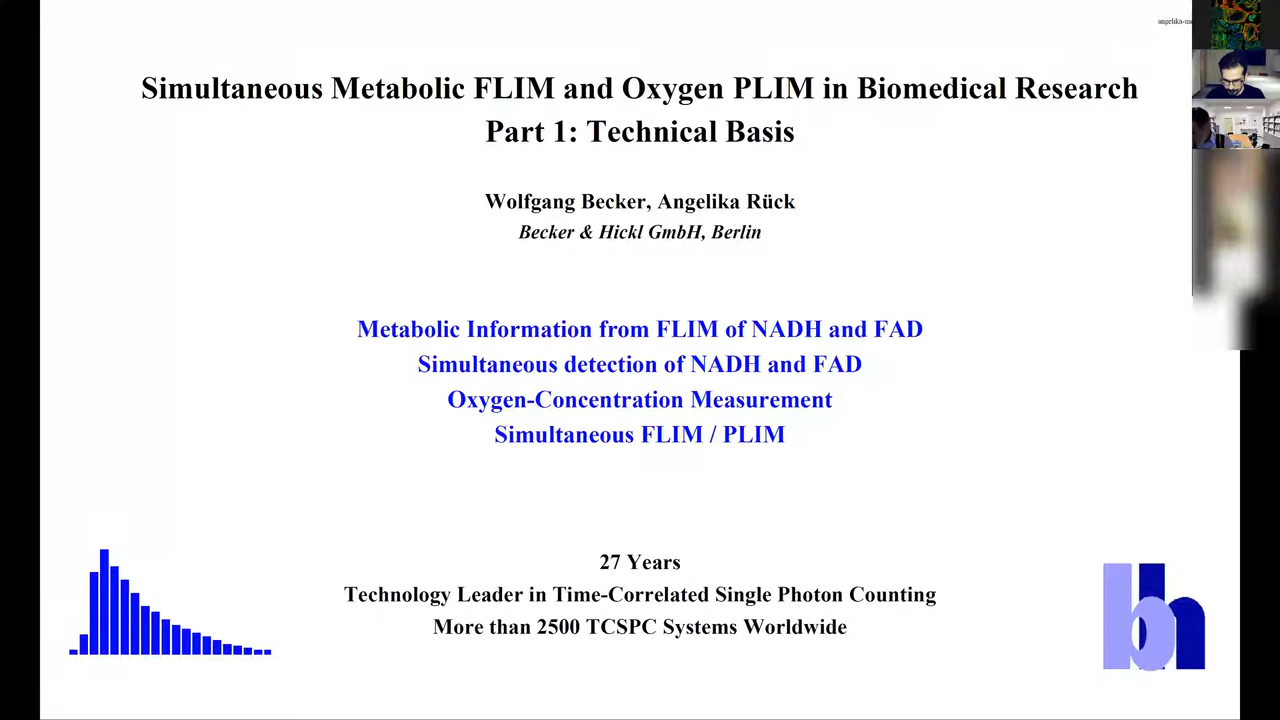 Simultaneous Metabolic FLIM and Oxygen PLIM in Biomedical Research
Part 1: Technical Basis
Wolfgang Becker, Angelika Rück
Becker & Hickl GmbH, Berlin
Metabolic Information from FLIM of NADH and FAD
Simultaneous detection of NADH and FAD
Oxygen-Concentration Measurement
Simultaneous FLIM / PLIM
27 Years
Technology Leader in Time-Correlated Single Photon Counting
More than 2500 TCSPC Systems Worldwide
bh